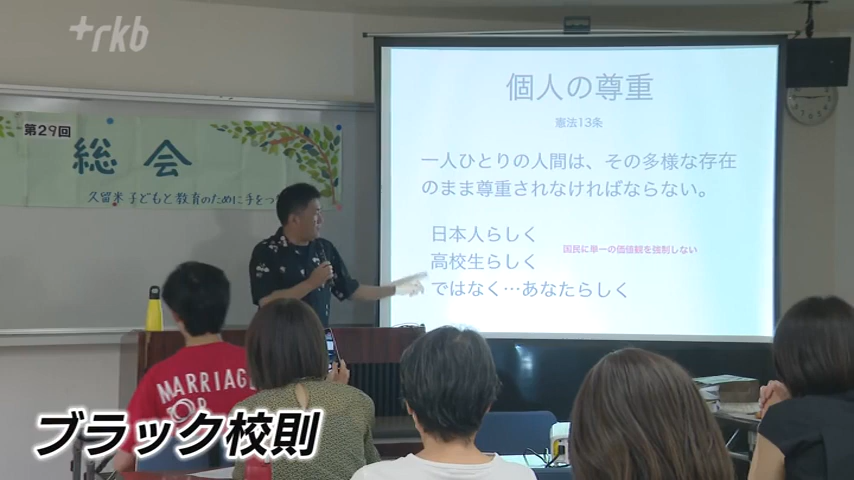 +rkb
個人の尊重
憲法13条
一人ひとりの人間は、その多様な存在
のまま尊重されなければならない。
日本人らしく
国民に単一の価値観を強制しない
高校生らしく
ではなく…あなたらしく
第29回
総会
久留米子どもと教育のために手をつ
MARRIAGE
ブラック校則